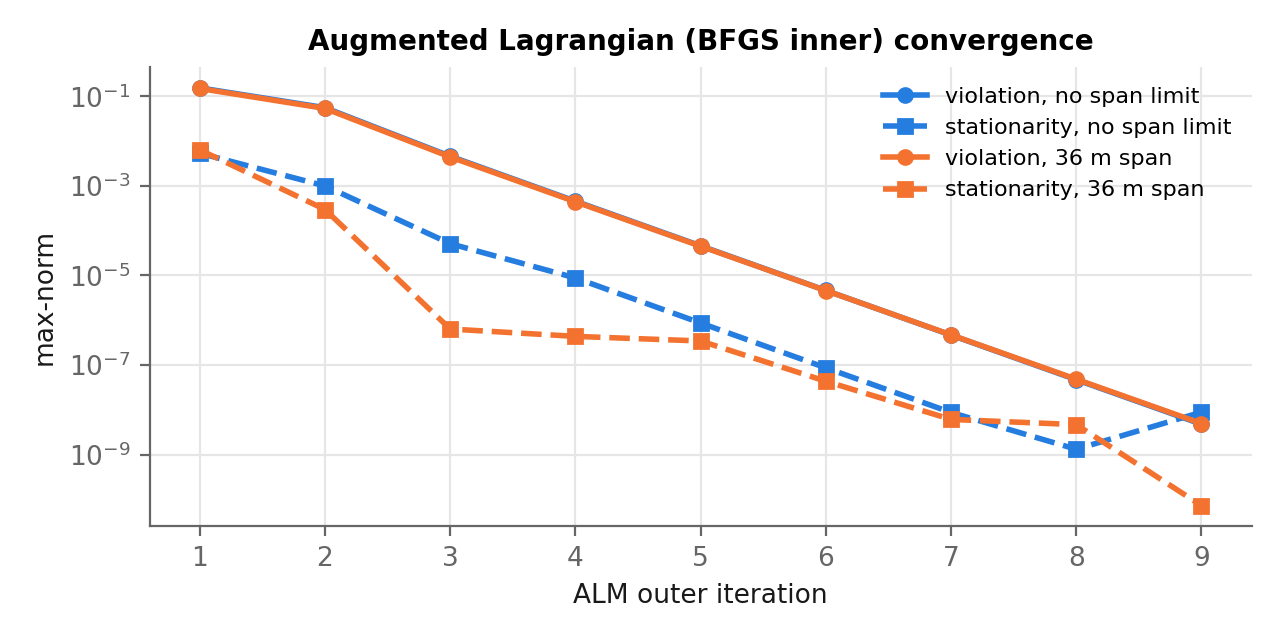 Augmented Lagrangian (BFGS inner) convergence
violation, no span limit
stationarity, no span limit
violation, 36 m span
stationarity, 36 m span
max-norm
10⁻¹
10⁻³
10⁻⁵
10⁻⁷
10⁻⁹
1 2 3 4 5 6 7 8 9
ALM outer iteration